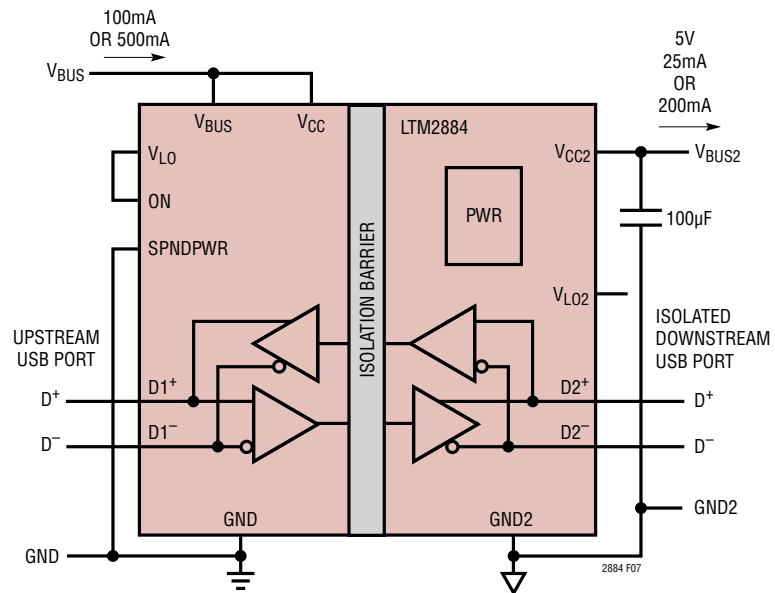 100mA
OR 500mA
VBUS
5V
25mA
OR
200mA
VBUS
VCC
LTM2884
VLO
ON
VCC2
VBUS2
PWR
100µF
SPNDPWR
ISOLATION BARRIER
VLO2
UPSTREAM
USB PORT
ISOLATED
DOWNSTREAM
USB PORT
D+
D1+
D2+
D+
D−
D1−
D2−
D−
GND
GND2
GND2
GND
2884 F07